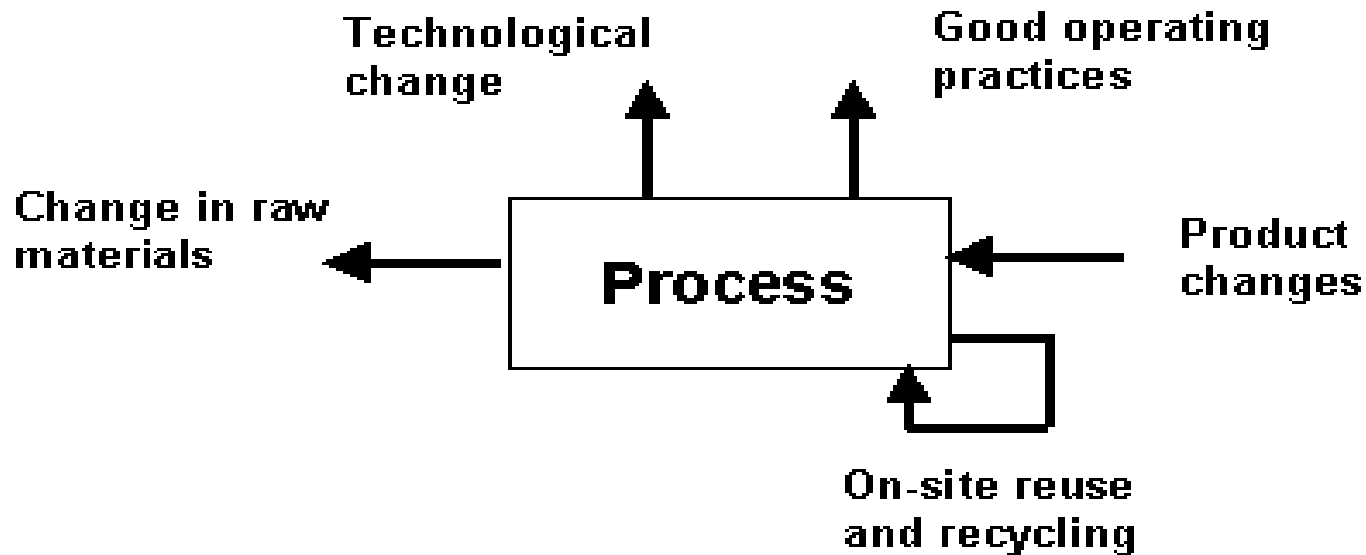 Technological
change
Good operating
practices
Change in raw
materials
Process
Product
changes
On-site reuse
and recycling